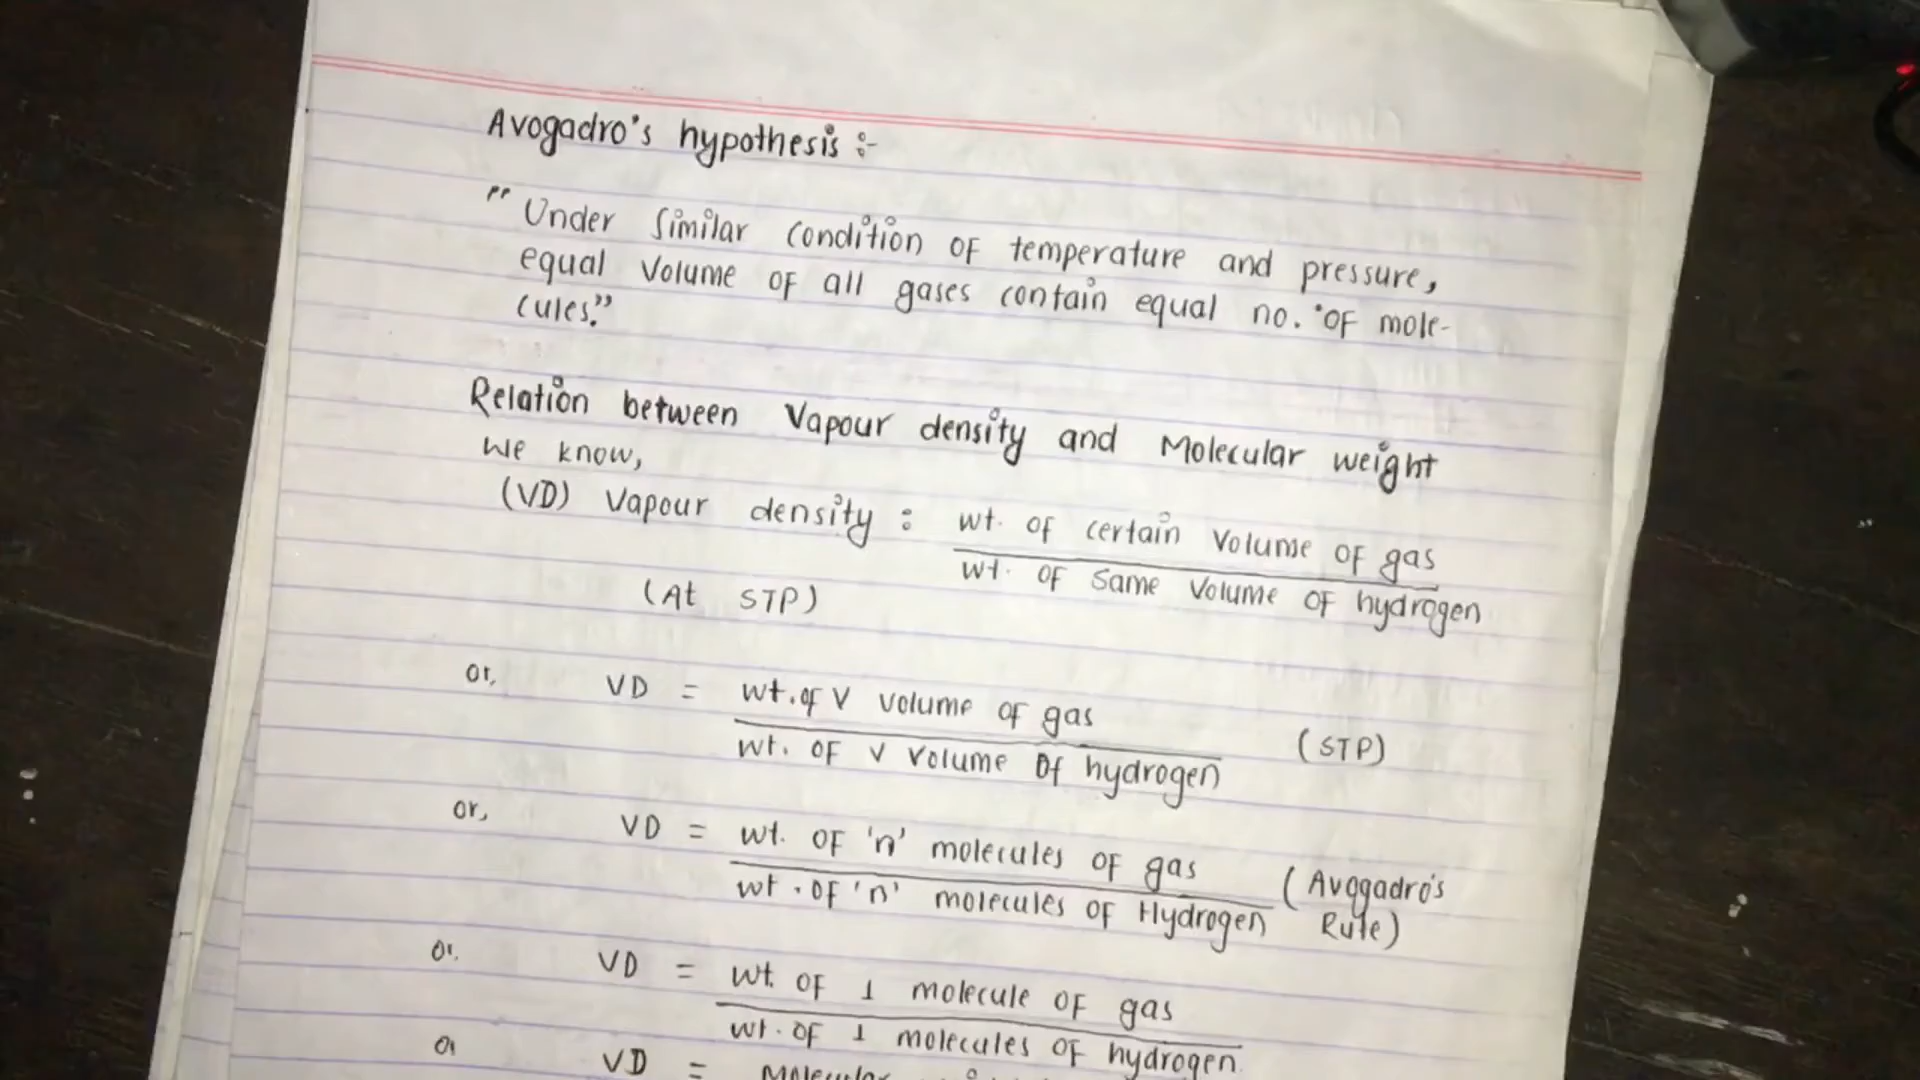 Avogadro's hypothesis :-
"Under similar condition of temperature and pressure,
equal volume of all gases contain equal no. of mole-
cules."
Relation between Vapour density and Molecular weight
We know,
(VD) Vapour density : wt. of certain volume of gas
wt. of same volume of hydrogen
(At STP)
or, VD = wt. of V volume of gas
wt. of V volume of hydrogen (STP)
or, VD = wt. of 'n' molecules of gas
wt. of 'n' molecules of Hydrogen (Avogadro's
Rule)
or, VD = wt. of 1 molecule of gas
wt. of 1 molecules of hydrogen
or VD = Molecular